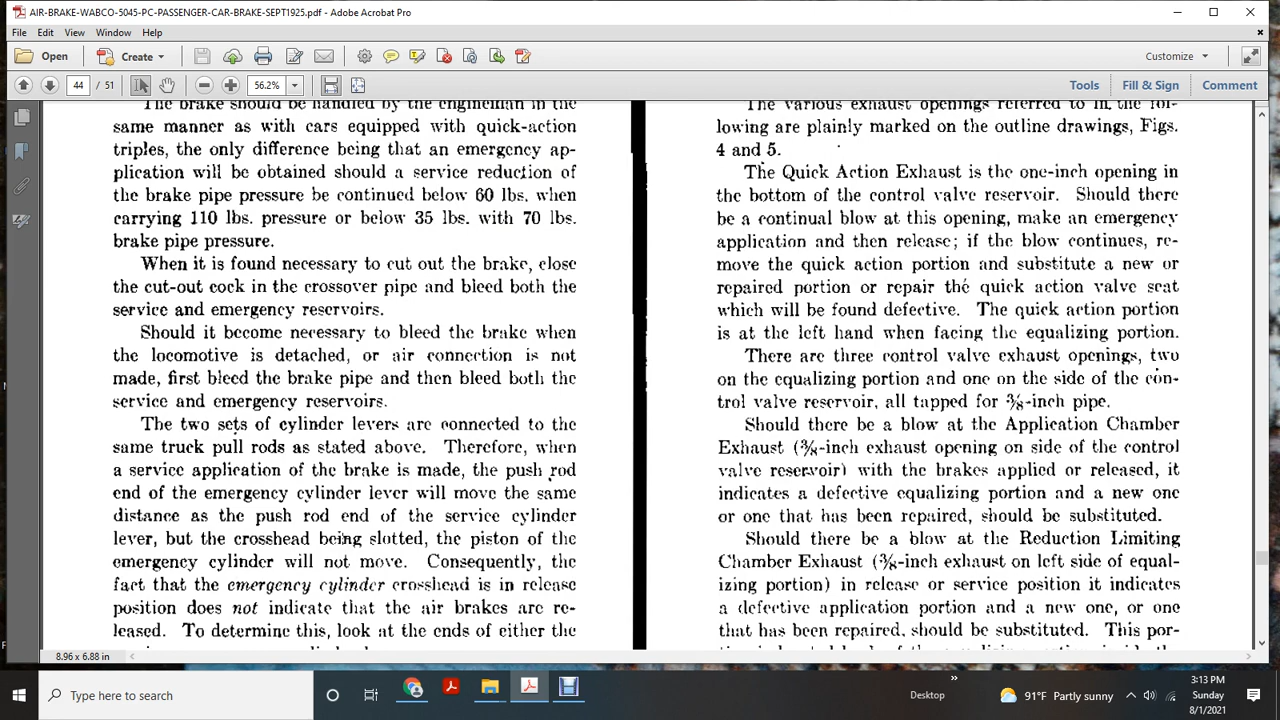 AIR-BRAKE-WABCO-5045-PC-PASSENGER-CAR-BRAKE-SEPT1925.pdf - Adobe Acrobat Pro
File Edit View Window Help
Open Create Customize
44 / 51 56.2% Tools Fill & Sign Comment
The brake should be handled by the engineman in the
same manner as with cars equipped with quick-action
triples, the only difference being that an emergency ap-
plication will be obtained should a service reduction of
the brake pipe pressure be continued below 60 lbs. when
carrying 110 lbs. pressure or below 35 lbs. with 70 lbs.
brake pipe pressure.
When it is found necessary to cut out the brake, close
the cut-out cock in the crossover pipe and bleed both the
service and emergency reservoirs.
Should it become necessary to bleed the brake when
the locomotive is detached, or air connection is not
made, first bleed the brake pipe and then bleed both the
service and emergency reservoirs.
The two sets of cylinder levers are connected to the
same truck pull rods as stated above. Therefore, when
a service application of the brake is made, the push rod
end of the emergency cylinder lever will move the same
distance as the push rod end of the service cylinder
lever, but the crosshead being slotted, the piston of the
emergency cylinder will not move. Consequently, the
fact that the emergency cylinder crosshead is in release
position does not indicate that the air brakes are re-
leased. To determine this, look at the ends of either the
The various exhaust openings referred to in the fol-
lowing are plainly marked on the outline drawings, Figs.
4 and 5.
The Quick Action Exhaust is the one-inch opening in
the bottom of the control valve reservoir. Should there
be a continual blow at this opening, make an emergency
application and then release; if the blow continues, re-
move the quick action portion and substitute a new or
repaired portion or repair the quick action valve seat
which will be found defective. The quick action portion
is at the left hand when facing the equalizing portion.
There are three control valve exhaust openings, two
on the equalizing portion and one on the side of the con-
trol valve reservoir, all tapped for ⅜-inch pipe.
Should there be a blow at the Application Chamber
Exhaust (⅜-inch exhaust opening on side of the control
valve reservoir) with the brakes applied or released, it
indicates a defective equalizing portion and a new one
or one that has been repaired, should be substituted.
Should there be a blow at the Reduction Limiting
Chamber Exhaust (⅜-inch exhaust on left side of equal-
izing portion) in release or service position it indicates
a defective application portion and a new one, or one
that has been repaired, should be substituted. This por-
8.96 x 6.88 in
Type here to search
Desktop
91°F Partly sunny
3:13 PM
Sunday
8/1/2021